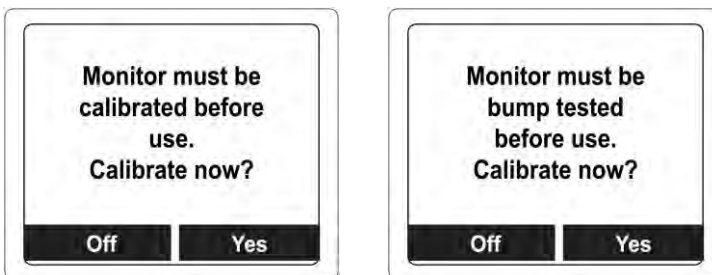 Monitor must be
calibrated before
use.
Calibrate now?
Off Yes
Monitor must be
bump tested
before use.
Calibrate now?
Off Yes